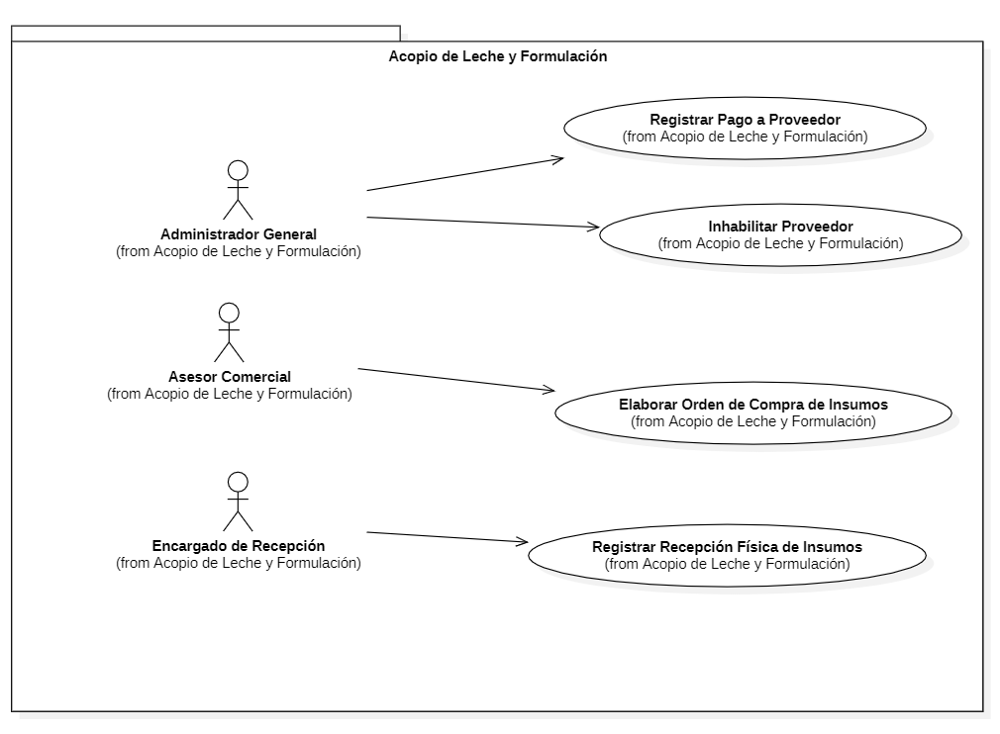 Acopio de Leche y Formulación
Registrar Pago a Proveedor
(from Acopio de Leche y Formulación)
Administrador General
(from Acopio de Leche y Formulación)
Inhabilitar Proveedor
(from Acopio de Leche y Formulación)
Asesor Comercial
(from Acopio de Leche y Formulación)
Elaborar Orden de Compra de Insumos
(from Acopio de Leche y Formulación)
Encargado de Recepción
(from Acopio de Leche y Formulación)
Registrar Recepción Física de Insumos
(from Acopio de Leche y Formulación)